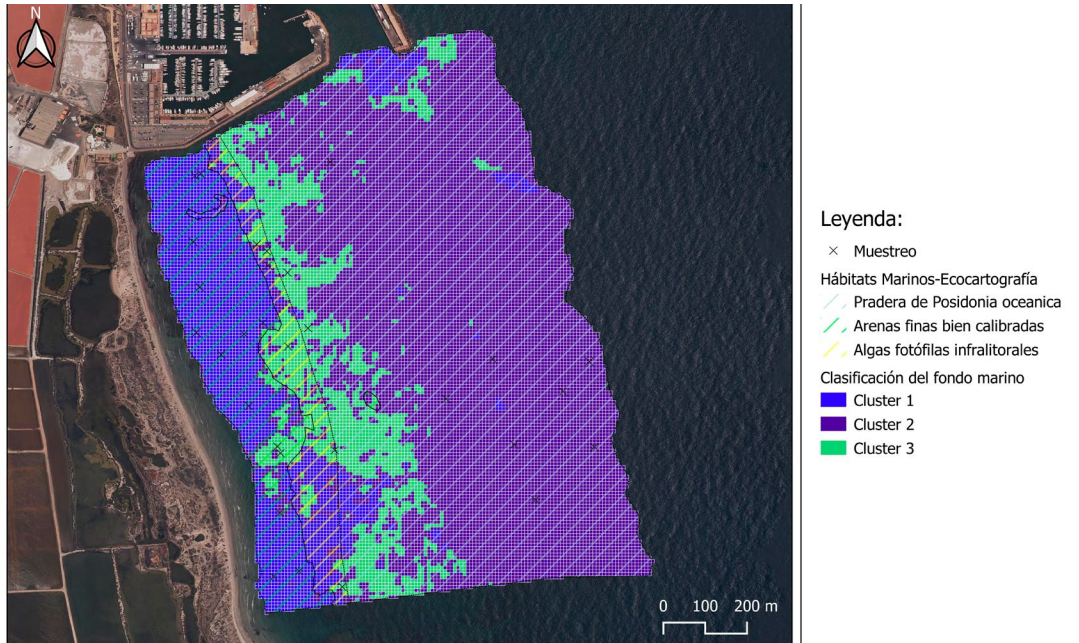 N
Leyenda:
Muestreo
Hábitats Marinos-Ecocartografía
Pradera de Posidonia oceanica
Arenas finas bien calibradas
Algas fotófilas infralitorales
Clasificación del fondo marino
Cluster 1
Cluster 2
Cluster 3
0 100 200 m